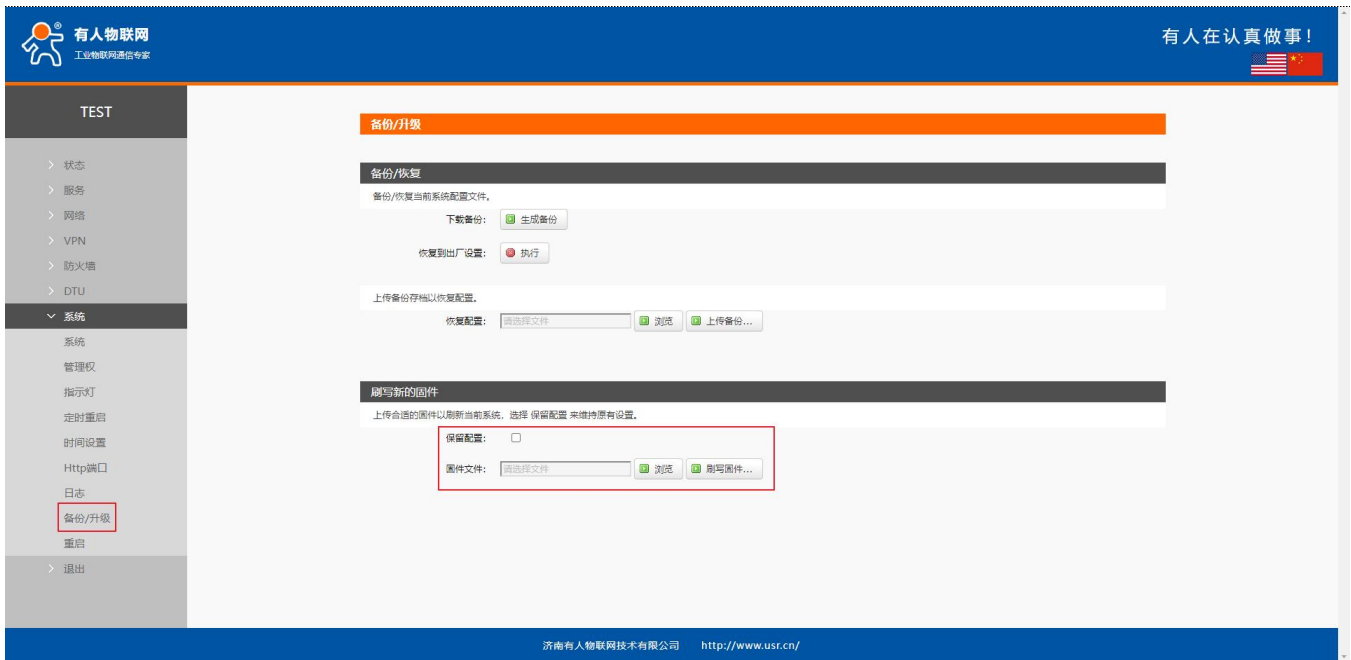 有人物联网
工业物联网通信专家
有人在认真做事！
TEST
状态
服务
网络
VPN
防火墙
DTU
系统
系统
管理权
指示灯
定时重启
时间设置
Http端口
日志
备份/升级
重启
退出
备份/升级
备份/恢复
备份/恢复当前系统配置文件。
下载备份: 生成备份
恢复到出厂设置: 执行
上传备份存档以恢复配置。
恢复配置: 请选择文件 浏览 上传备份...
刷写新的固件
上传合适的固件以刷新当前系统. 选择 保留配置 来维持原有设置。
保留配置:
固件文件: 请选择文件 浏览 刷写固件...
济南有人物联网技术有限公司 http://www.usr.cn/